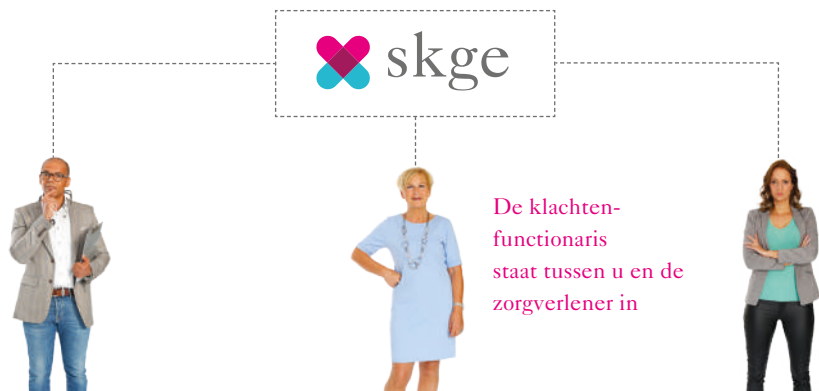 skge
De klachten-
functionaris
staat tussen u en de
zorgverlener in